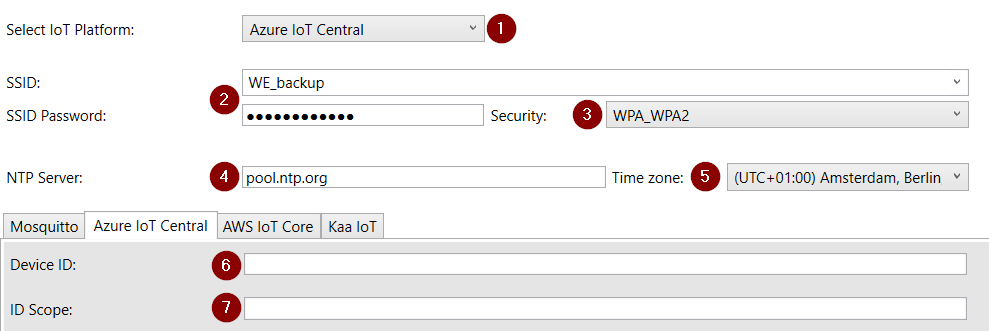 Select IoT Platform: Azure IoT Central 1
SSID: WE_backup
2
SSID Password: ●●●●●●●●●●●● Security: 3 WPA_WPA2
NTP Server: 4 pool.ntp.org Time zone: 5 (UTC+01:00) Amsterdam, Berlin
Mosquitto Azure IoT Central AWS IoT Core Kaa IoT
Device ID: 6
ID Scope: 7